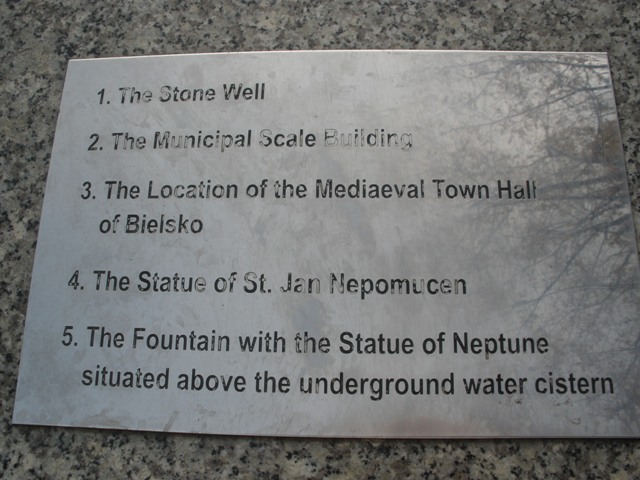 1. The Stone Well
2. The Municipal Scale Building
3. The Location of the Mediaeval Town Hall
of Bielsko
4. The Statue of St. Jan Nepomucen
5. The Fountain with the Statue of Neptune
situated above the underground water cistern